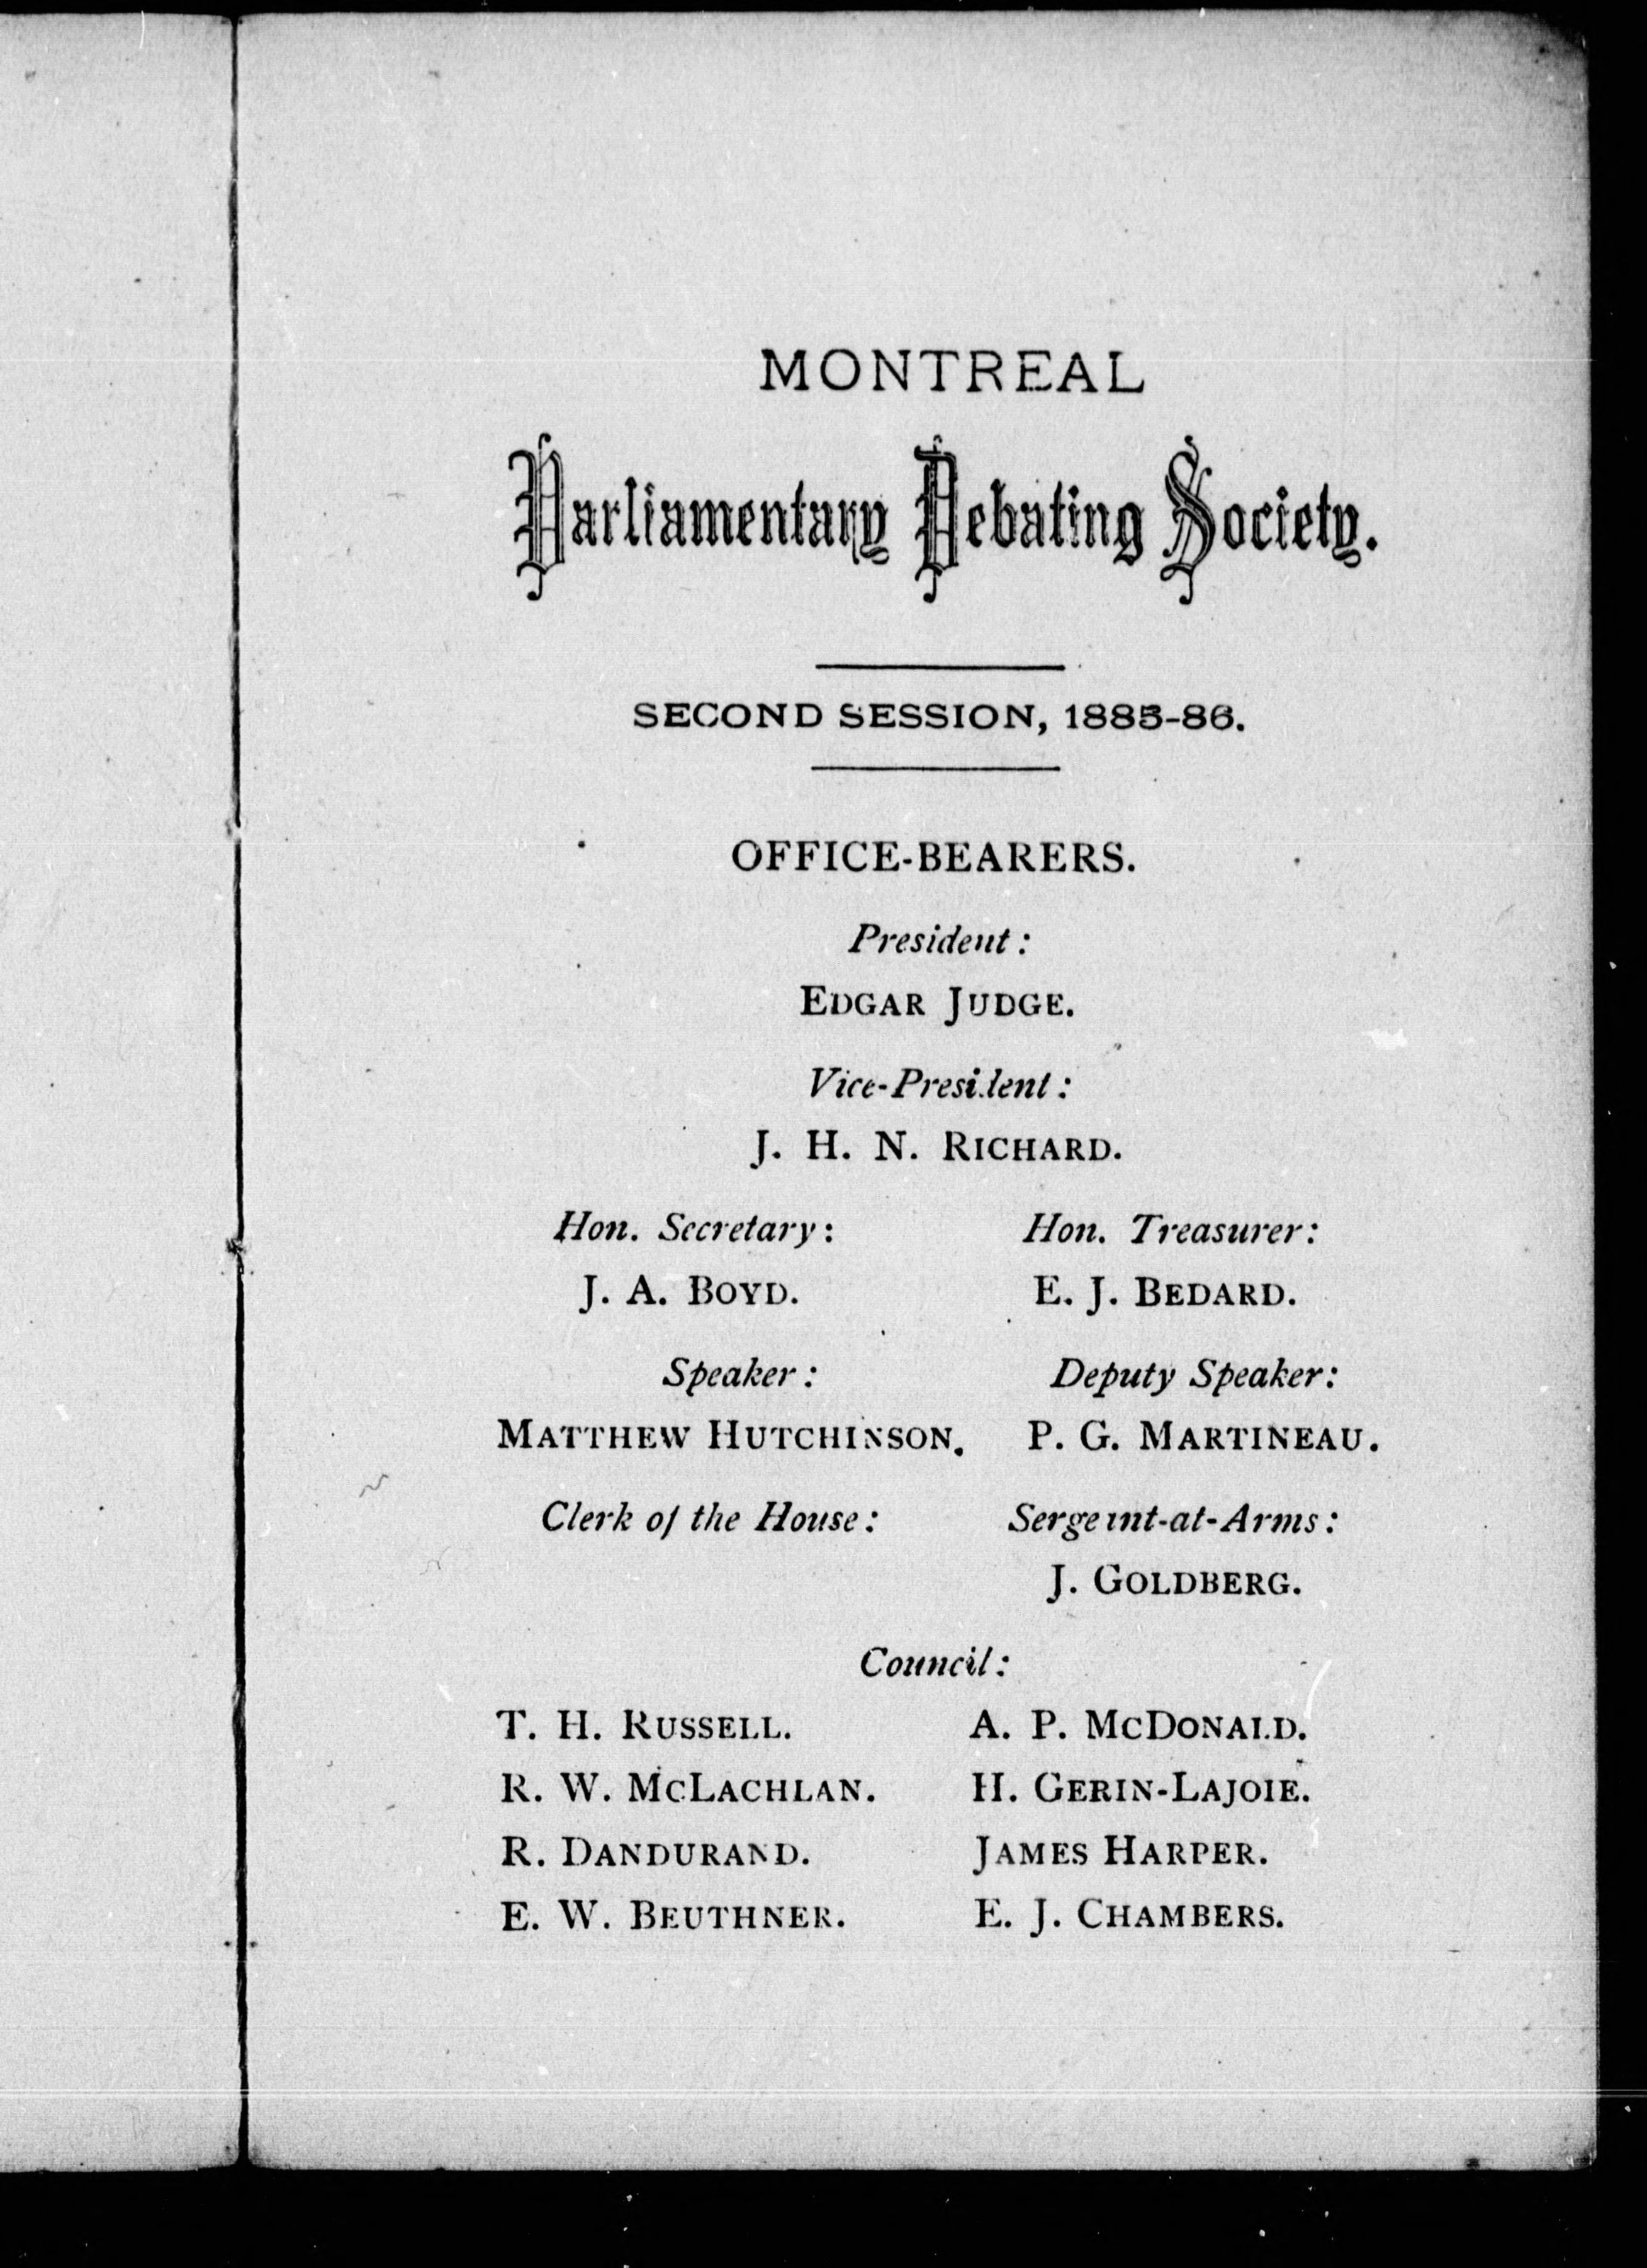 MONTREAL
Parliamentary Debating Society.
SECOND SESSION, 1885-86.
OFFICE-BEARERS.
President:
EDGAR JUDGE.
Vice-President:
J. H. N. RICHARD.
Hon. Secretary: Hon. Treasurer:
J. A. BOYD. E. J. BEDARD.
Speaker: Deputy Speaker:
MATTHEW HUTCHINSON. P. G. MARTINEAU.
Clerk of the House: Sergeant-at-Arms:
J. GOLDBERG.
Council:
T. H. RUSSELL. A. P. MCDONALD.
R. W. MCLACHLAN. H. GERIN-LAJOIE.
R. DANDURAND. JAMES HARPER.
E. W. BEUTHNER. E. J. CHAMBERS.